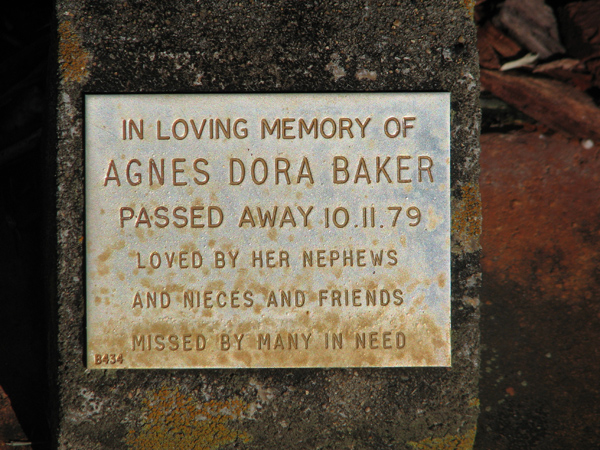 IN LOVING MEMORY OF
AGNES DORA BAKER
PASSED AWAY 10.11.79
LOVED BY HER NEPHEWS
AND NIECES AND FRIENDS
MISSED BY MANY IN NEED
B434